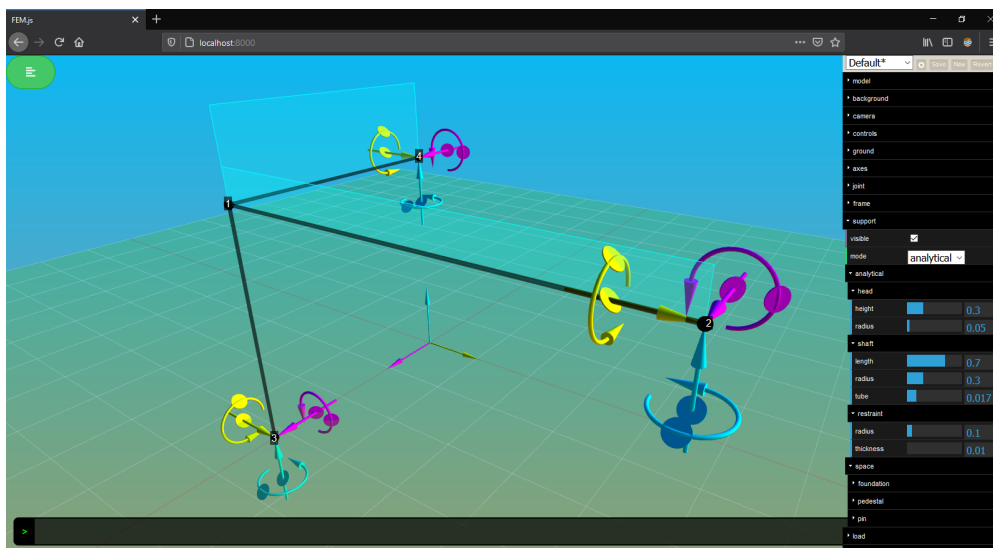 FEM.js
localhost:8000
Default*
Save New Revert
model
background
camera
controls
ground
axes
joint
frame
support
visible
mode analytical
analytical
head
height 0.3
radius 0.05
shaft
length 0.7
radius 0.3
tube 0.017
restraint
radius 0.1
thickness 0.01
space
foundation
pedestal
pin
load
4
1
2
3
>